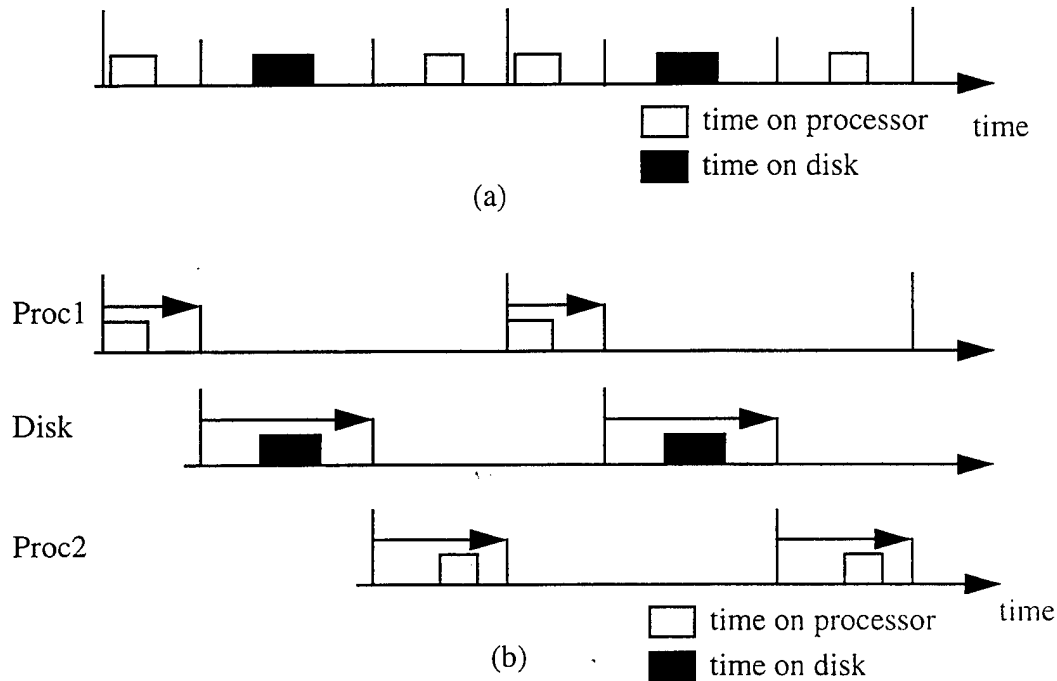 time on processor
time
time on disk
(a)
Proc1
Disk
Proc2
time
time on processor
time on disk
(b)